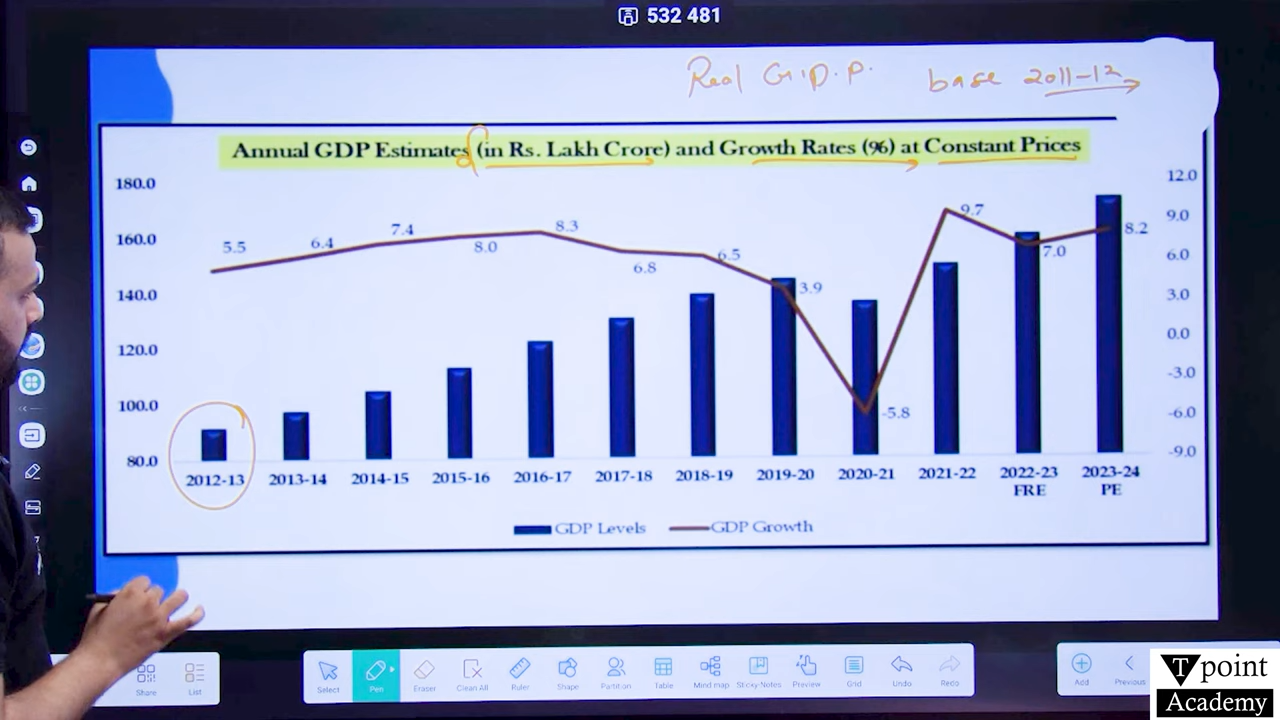 532 481
Real G.D.P. base 2011-12
Annual GDP Estimates (in Rs. Lakh Crore) and Growth Rates (%) at Constant Prices
180.0
160.0
140.0
120.0
100.0
80.0
12.0
9.0
6.0
3.0
0.0
-3.0
-6.0
-9.0
5.5 6.4 7.4 8.0 8.3 6.8 6.5 3.9 -5.8 9.7 7.0 8.2
2012-13 2013-14 2014-15 2015-16 2016-17 2017-18 2018-19 2019-20 2020-21 2021-22 2022-23 2023-24
FRE PE
GDP Levels GDP Growth
Share List Select Pen Eraser Clean All Ruler Shape Partition Table Mind map Sticky-Notes Preview Grid Undo Redo Add Previous
T point
Academy